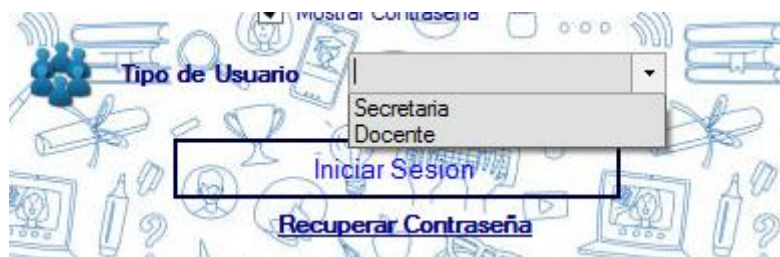 Mostrar Contraseña
Tipo de Usuario
Secretaria
Docente
Iniciar Sesion
Recuperar Contraseña